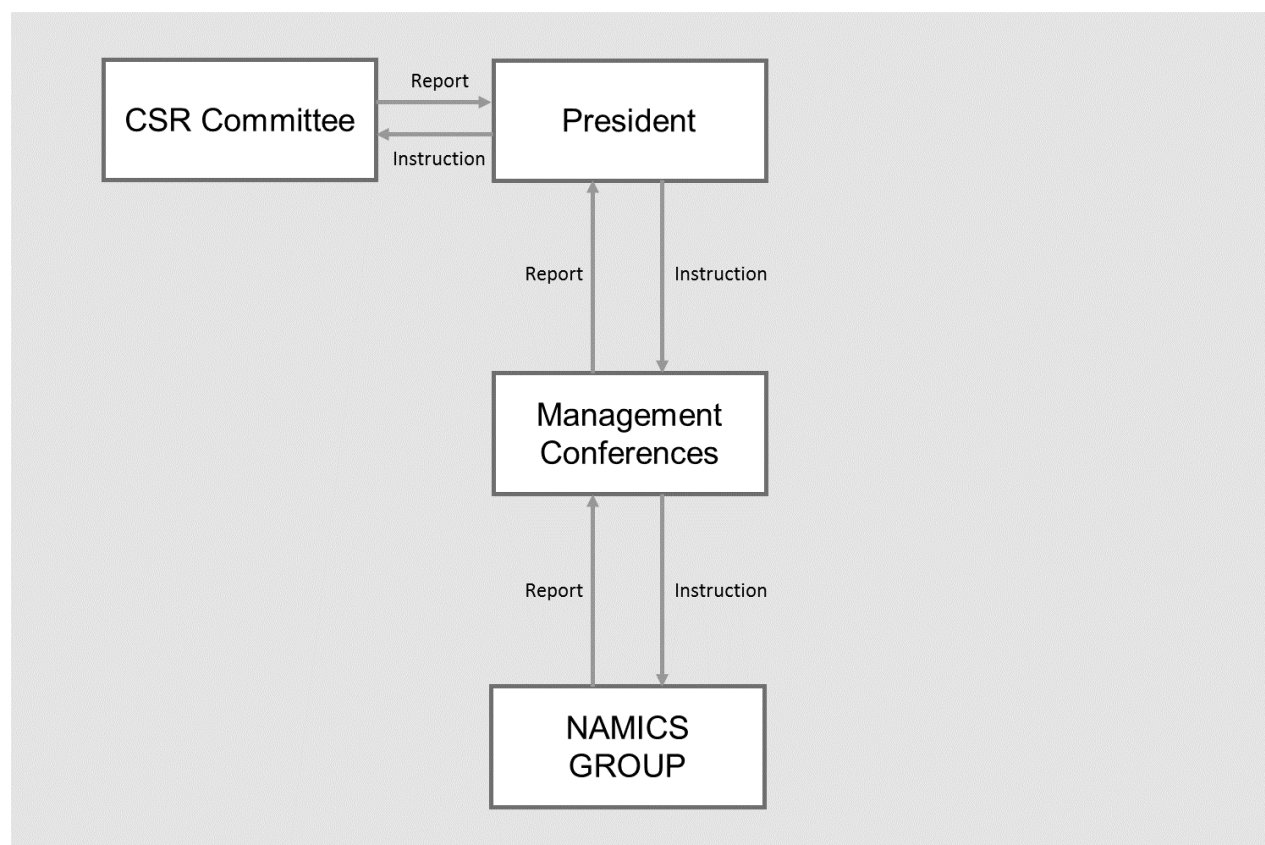 Report
CSR Committee
President
Instruction
Report
Instruction
Management
Conferences
Report
Instruction
NAMICS
GROUP